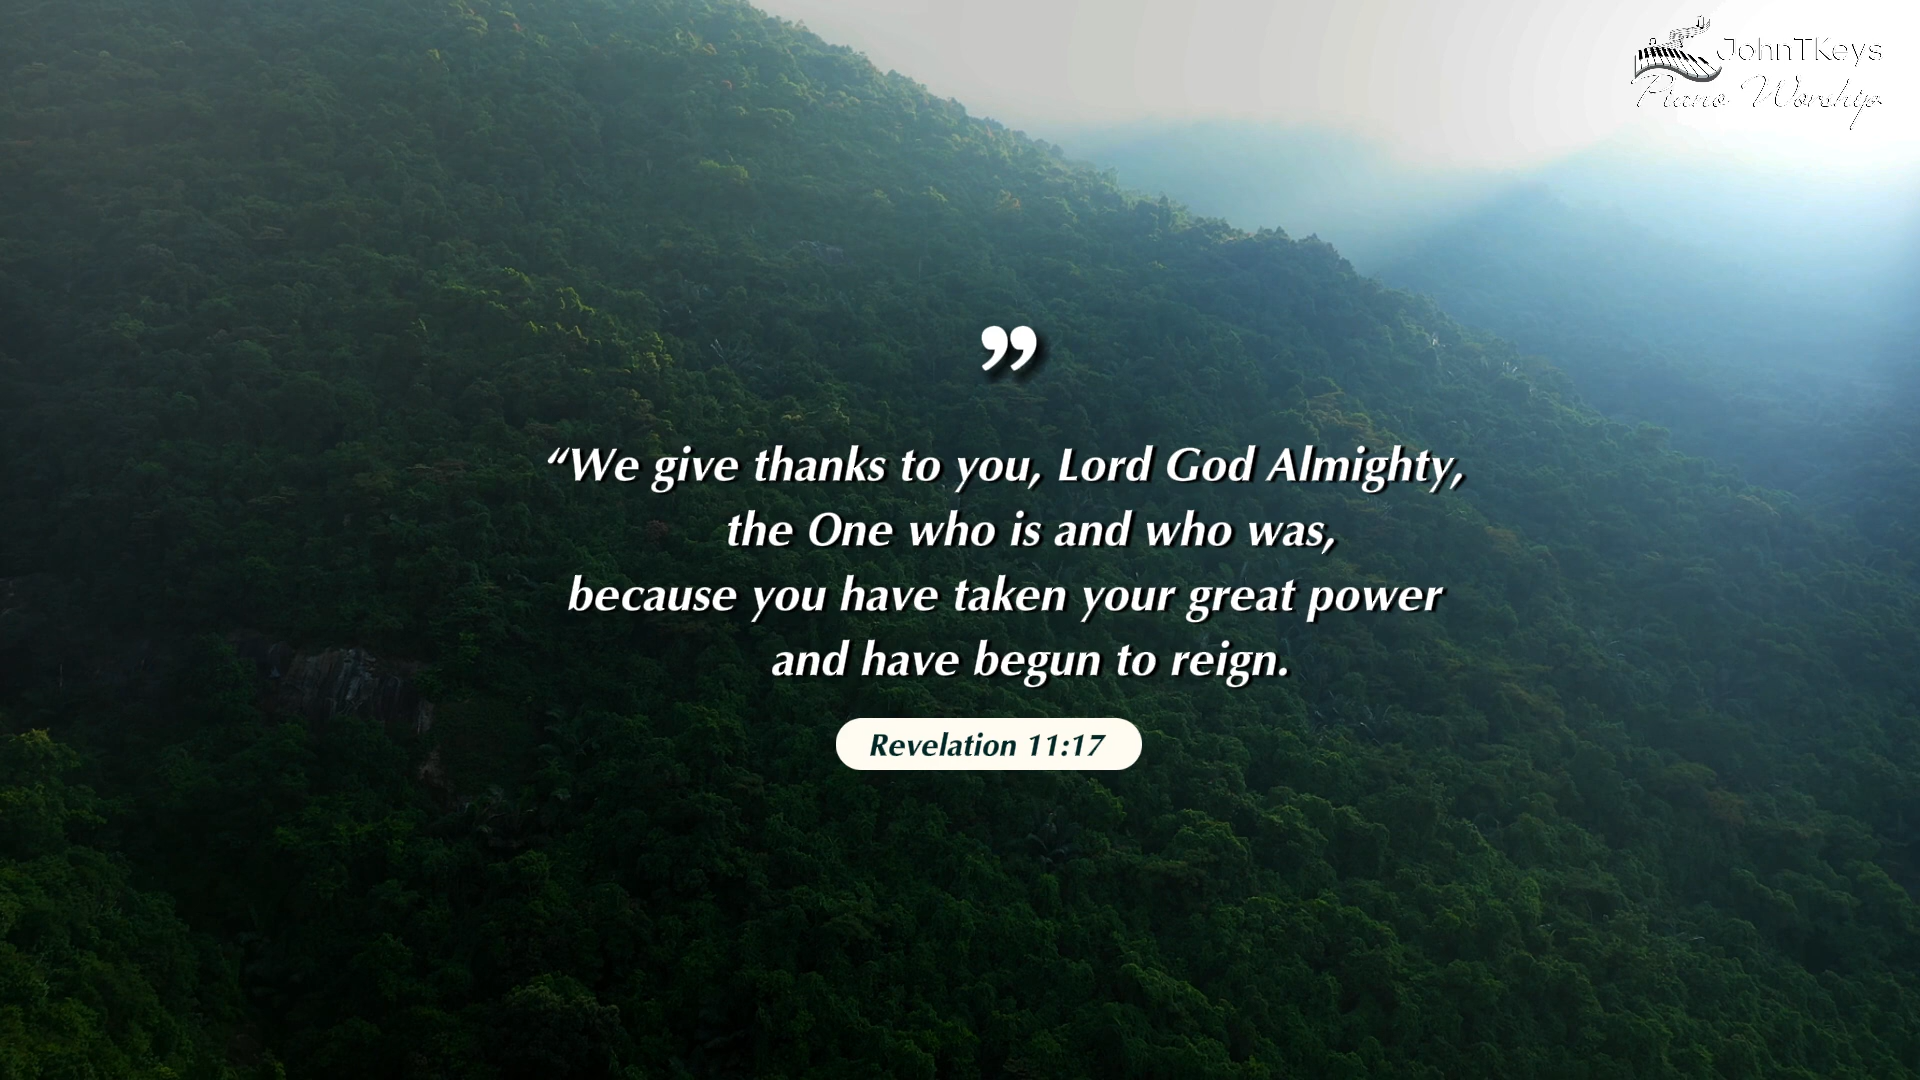 JohnTKeys
Piano Worship
”
“We give thanks to you, Lord God Almighty,
the One who is and who was,
because you have taken your great power
and have begun to reign.
Revelation 11:17